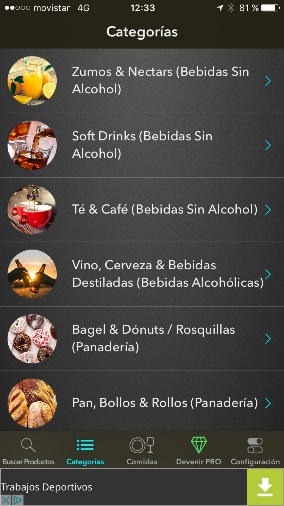 movistar 4G 12:33 81 %
Categorías
Zumos & Nectars (Bebidas Sin
Alcohol)
Soft Drinks (Bebidas Sin
Alcohol)
Té & Café (Bebidas Sin Alcohol)
Vino, Cerveza & Bebidas
Destiladas (Bebidas Alcohólicas)
Bagel & Dónuts / Rosquillas
(Panadería)
Pan, Bollos & Rollos (Panadería)
Buscar Productos Categorías Comidas Devenir PRO Configuración
Trabajos Deportivos